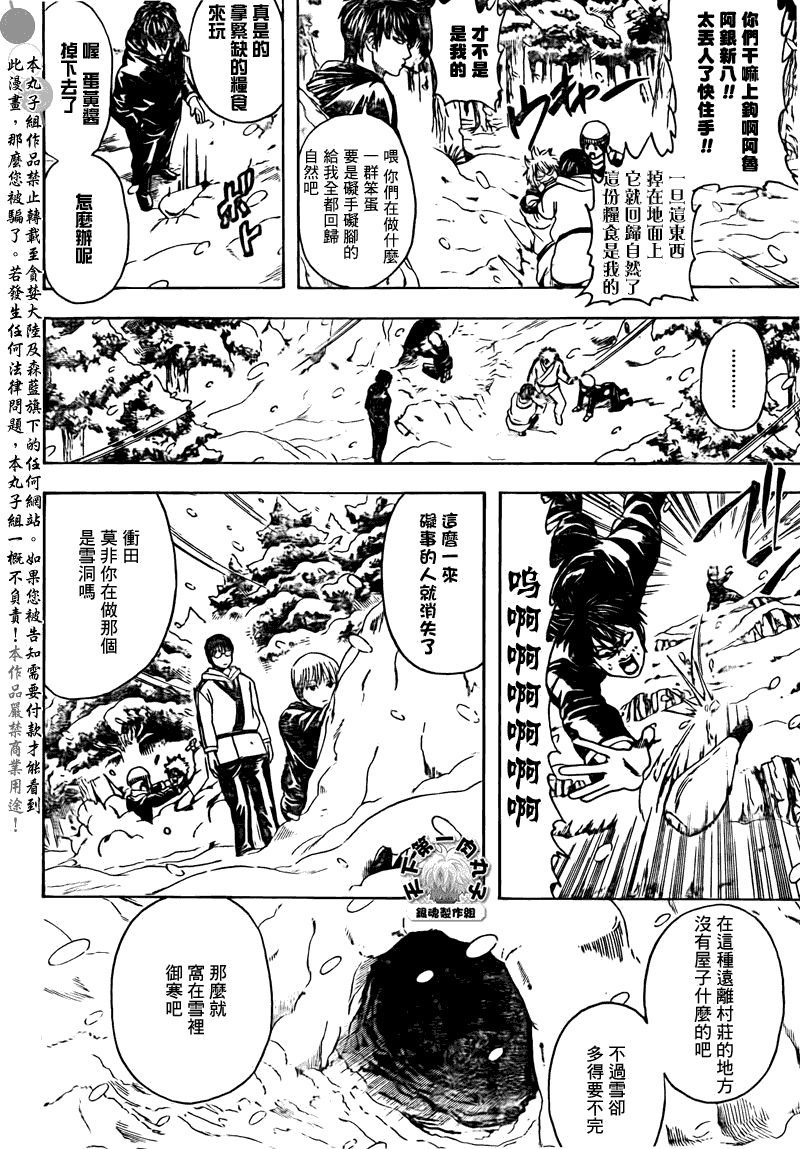 你們干嘛上鉤啊阿魯
阿銀新八!!
太丟人了快住手!!
一旦這東西
掉在地面上
它就回歸自然了
這份糧食是我的
ウキャー
才不是
是我的
喂 你們在做什麼
一群笨蛋
要是礙手礙腳的
給我全都回歸
自然吧
真是的
拿緊缺的糧食
來玩
喔 蛋黃醬
掉下去了
怎麼辦呢
………
嗚啊啊啊啊啊啊
這麼一來
礙事的人就消失了
衝田
莫非你在做那個
是雪洞嗎
在這種遠離村莊的地方
沒有屋子什麼的吧
不過雪卻
多得要不完
那麼就
窩在雪裡
御寒吧
天下第一肉丸子
銀魂製作組
本丸子組作品禁止轉載至貪婪大陸及森藍旗下的任何網站。如果您被告知需要付款才能看到
此漫畫，那麼您被騙了。若發生任何法律問題，本丸子組一概不負責！本作品嚴禁商業用途！